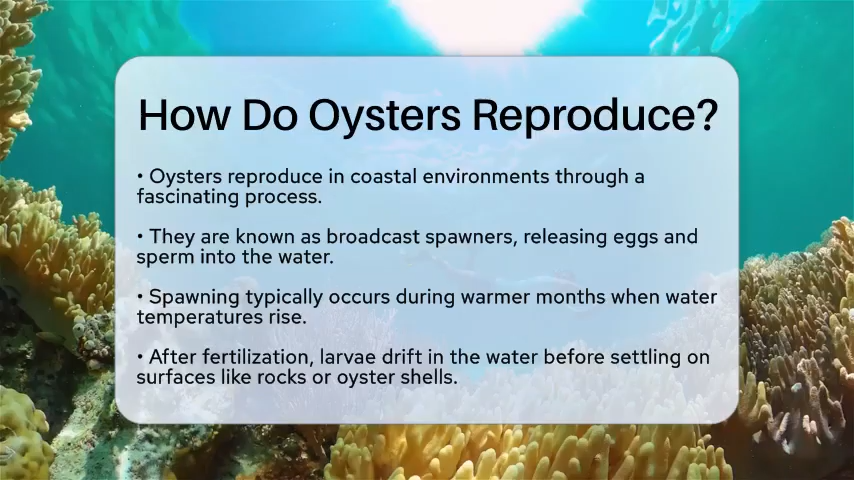 How Do Oysters Reproduce?
• Oysters reproduce in coastal environments through a
fascinating process.
• They are known as broadcast spawners, releasing eggs and
sperm into the water.
• Spawning typically occurs during warmer months when water
temperatures rise.
• After fertilization, larvae drift in the water before settling on
surfaces like rocks or oyster shells.